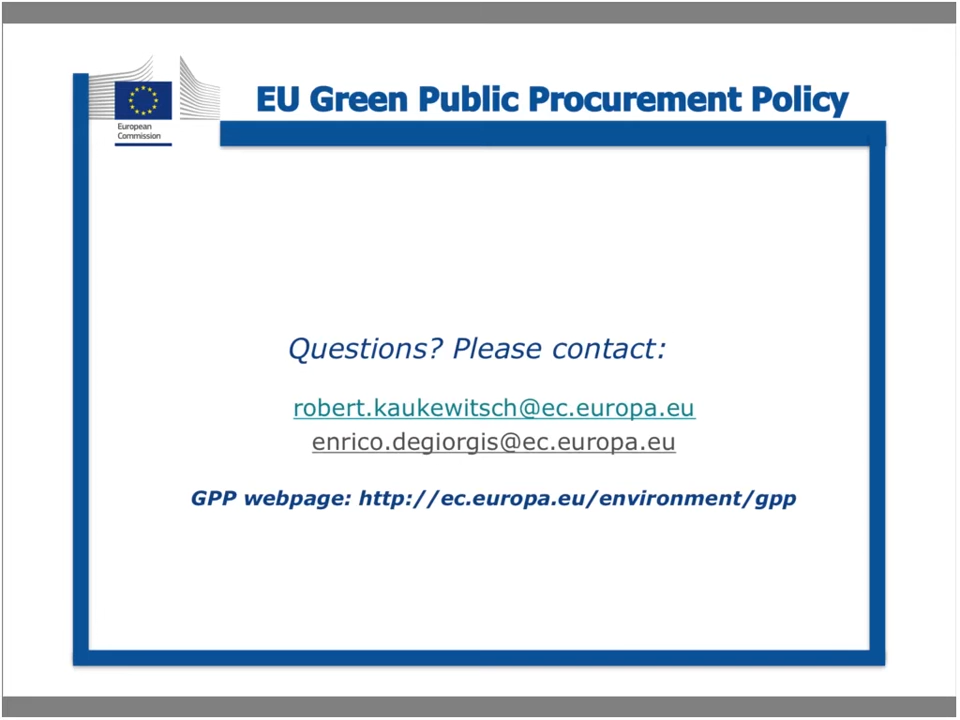 European
Commission
EU Green Public Procurement Policy
Questions? Please contact:
robert.kaukewitsch@ec.europa.eu
enrico.degiorgis@ec.europa.eu
GPP webpage: http://ec.europa.eu/environment/gpp